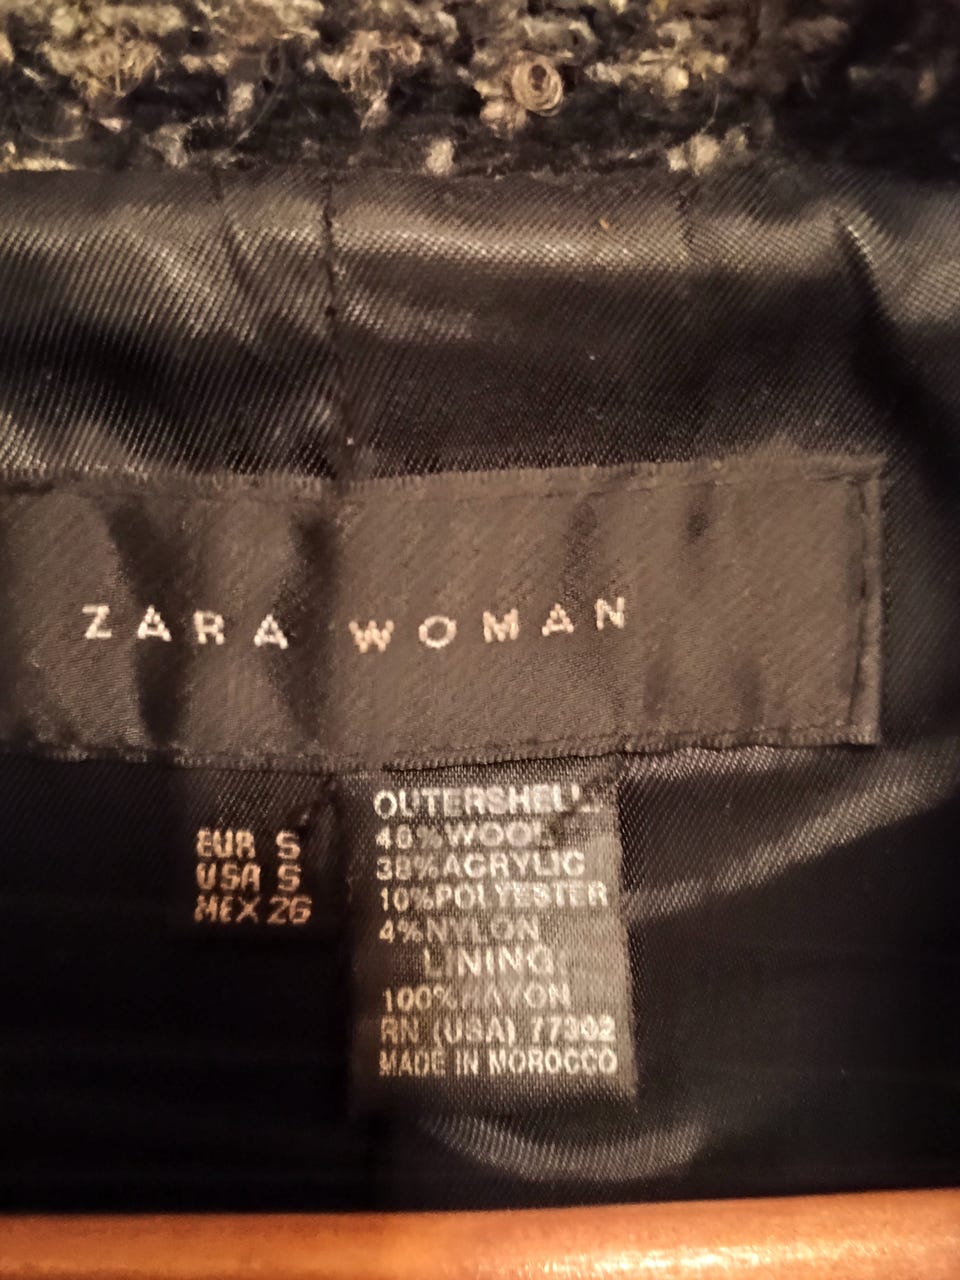 ZARA WOMAN
EUR S
USA S
MEX 26
OUTERSHELL
48%WOOL
38%ACRYLIC
10%POLYESTER
4%NYLON
LINING
100%RAYON
RN (USA) 77302
MADE IN MOROCCO